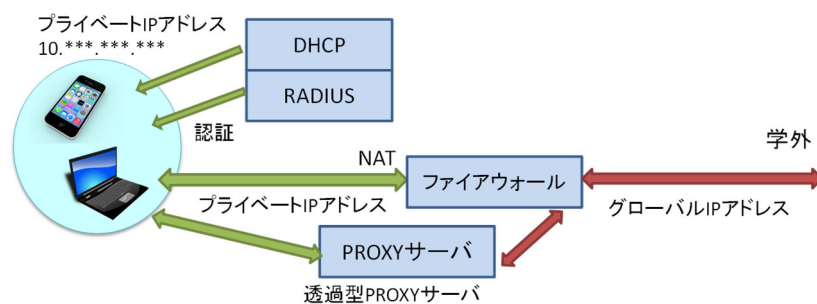 プライベートIPアドレス
10.***.***.***
DHCP
RADIUS
認証
NAT
ファイアウォール
学外
プライベートIPアドレス
グローバルIPアドレス
PROXYサーバ
透過型PROXYサーバ